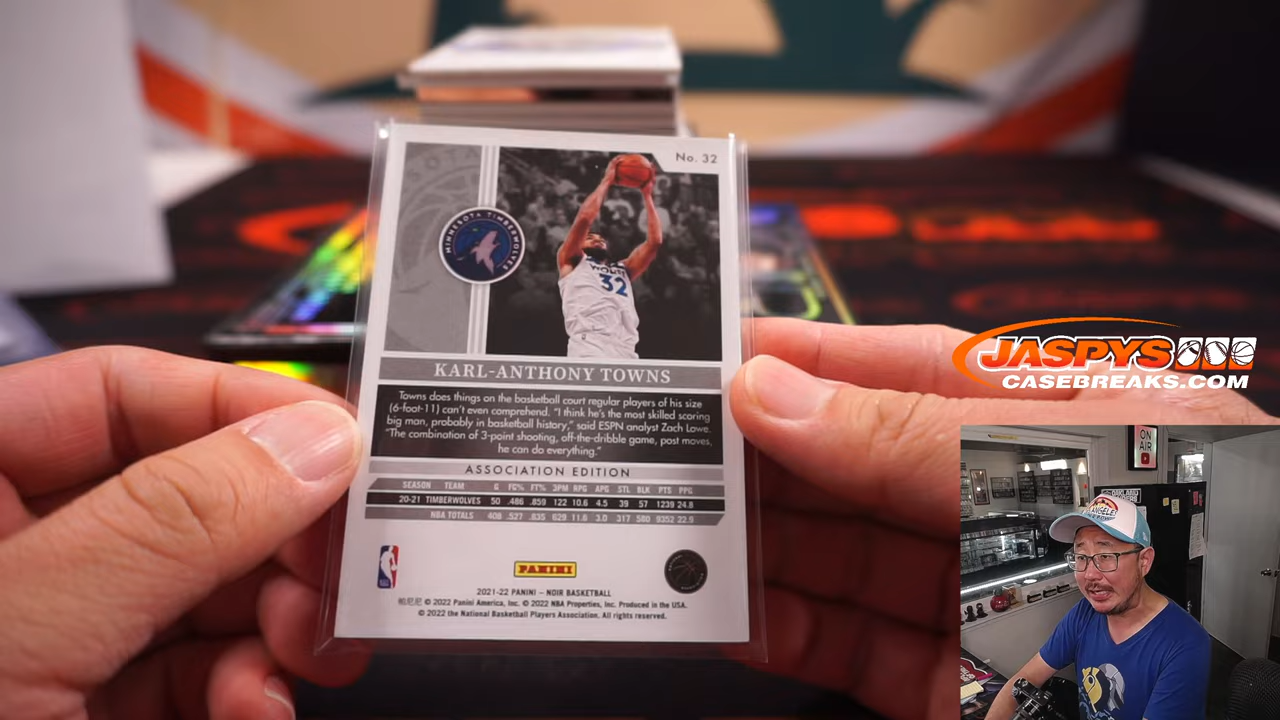 No. 32
MINNESOTA TIMBERWOLVES
WOLVES
32
KARL-ANTHONY TOWNS
Towns does things on the basketball court regular players of his size
(6-foot-11) can't even comprehend. "I think he's the most skilled scoring
big man, probably in basketball history," said ESPN analyst Zach Lowe.
"The combination of 3-point shooting, off-the-dribble game, post moves,
he can do everything."
ASSOCIATION EDITION
SEASON TEAM G FG% FT% 3PM RPG APG STL BLK PTS PPG
20-21 TIMBERWOLVES 50 .486 .859 122 10.6 4.5 39 57 1239 24.8
NBA TOTALS 408 .527 .835 629 11.6 3.0 317 580 9352 22.9
PANINI
2021-22 PANINI – NOIR BASKETBALL
帕尼尼 © 2022 Panini America, Inc. © 2022 NBA Properties, Inc. Produced in the USA.
© 2022 the National Basketball Players Association. All rights reserved.
JASPYS
CASEBREAKS.COM
ON
AIR